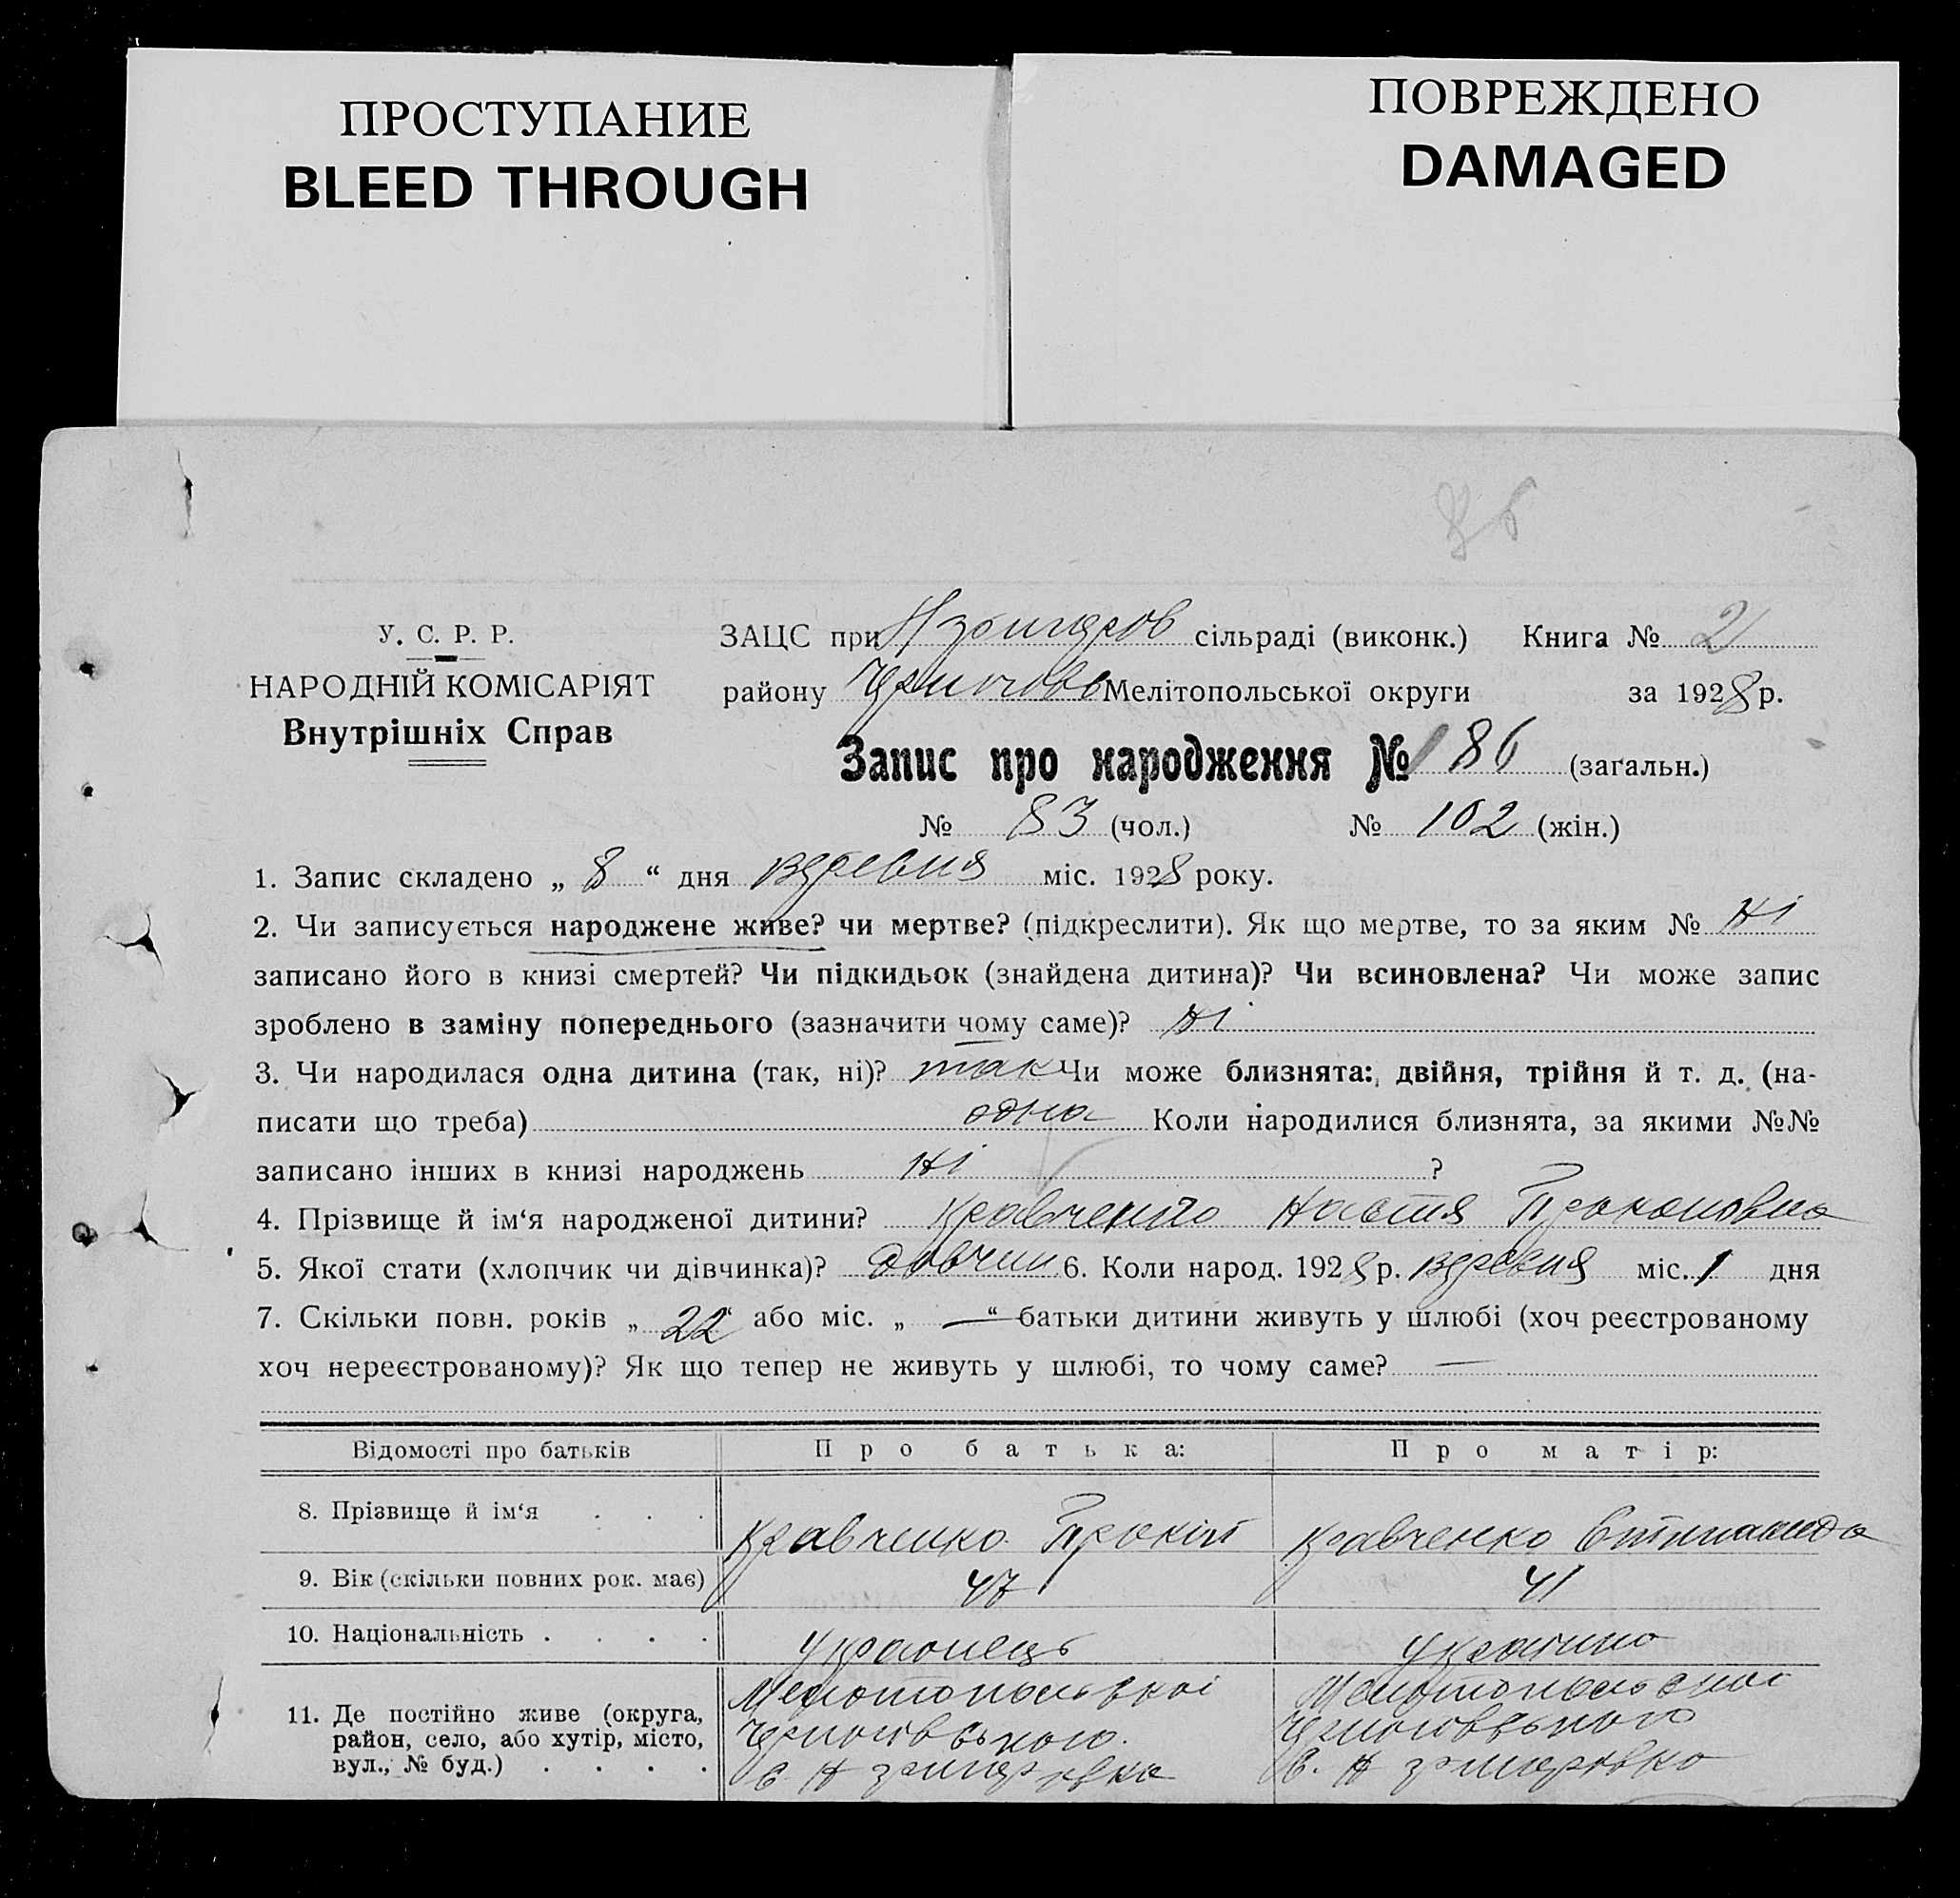 ПРОСТУПАНИЕ
BLEED THROUGH
ПОВРЕЖДЕНО
DAMAGED
86
У. С. Р. Р.
НАРОДНІЙ КОМІСАРІЯТ
Внутрішніх Справ
ЗАЦС при сільраді (виконк.) Книга № 21
району Мелітопольської округи за 1928 р.
Запис про народження № 186 (загальн.)
№ 83 (чол.) № 102 (жін.)
1. Запис складено „ 8 “ дня вересня міс. 1928 року.
2. Чи записується народжене живе? чи мертве? (підкреслити). Як що мертве, то за яким № ні
записано його в книзі смертей? Чи підкидьок (знайдена дитина)? Чи всиновлена? Чи може запис
зроблено в заміну попереднього (зазначити чому саме)? ні
3. Чи народилася одна дитина (так, ні)? так Чи може близнята: двійня, трійня й т. д. (на-
писати що треба) одна Коли народилися близнята, за якими №№
записано інших в книзі народжень ні ?
4. Прізвище й ім‘я народженої дитини? Кравченко Настя Прокоповна
5. Якої стати (хлопчик чи дівчинка)? 6. Коли народ. 1928 р. вересня міс. 1 дня
7. Скільки повн. років „ 22 “ або міс. „ — “ батьки дитини живуть у шлюбі (хоч реєстрованому
хоч нереєстрованому)? Як що тепер не живуть у шлюбі, то чому саме? —
Відомості про батьків Про батька: Про матір:
8. Прізвище й ім‘я . . . Кравченко Прокіп Кравченко
9. Вік (скільки повних рок. має) 47 41
10. Національність . . . . Українець Українка
11. Де постійно живе (округа, Мелітопольської Мелітопольської
район, село, або хутір, місто,
вул., № буд.) . . . . с. с.